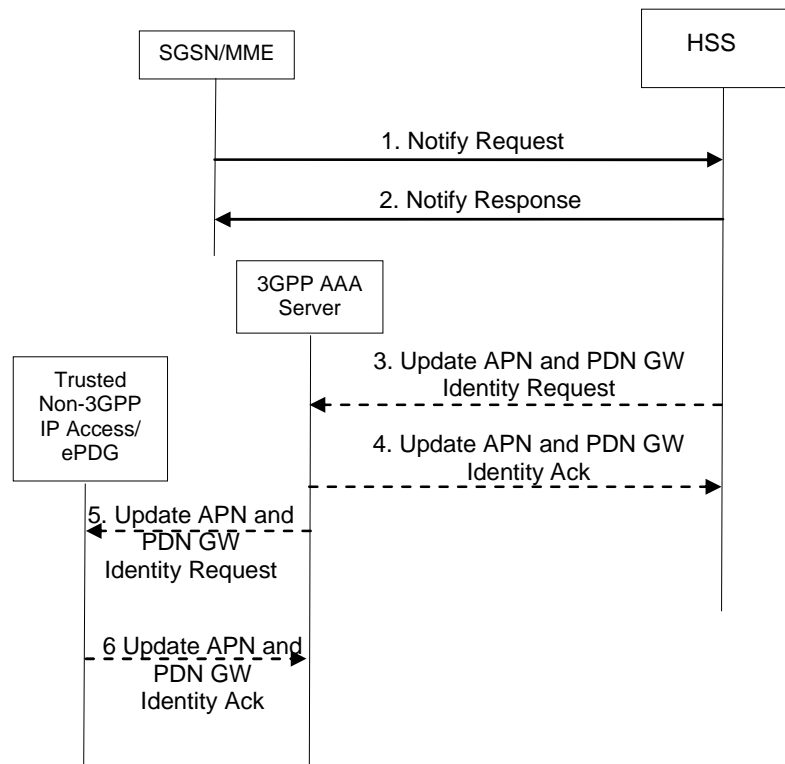 SGSN/MME
HSS
1. Notify Request
2. Notify Response
3GPP AAA
Server
3. Update APN and PDN GW
Identity Request
Trusted
Non-3GPP
IP Access/
ePDG
4. Update APN and PDN GW
Identity Ack
5. Update APN and
PDN GW
Identity Request
6 Update APN and
PDN GW
Identity Ack